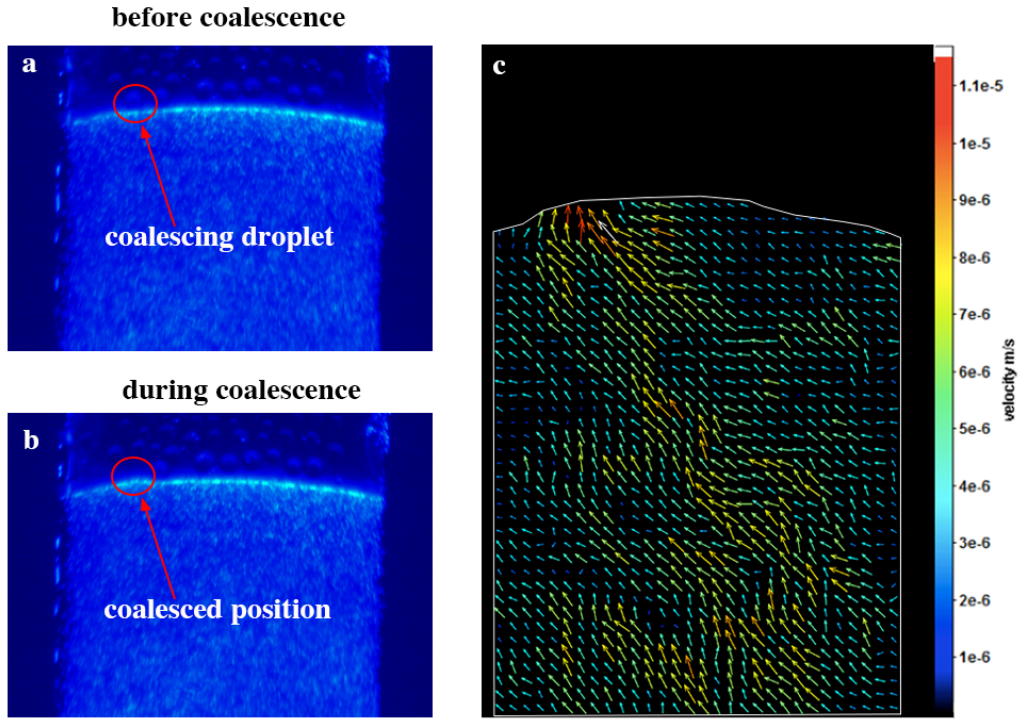 before coalescence
a
coalescing droplet
during coalescence
b
coalesced position
c
1.1e-5
1e-5
9e-6
8e-6
7e-6
6e-6
5e-6
4e-6
3e-6
2e-6
1e-6
velocity m/s